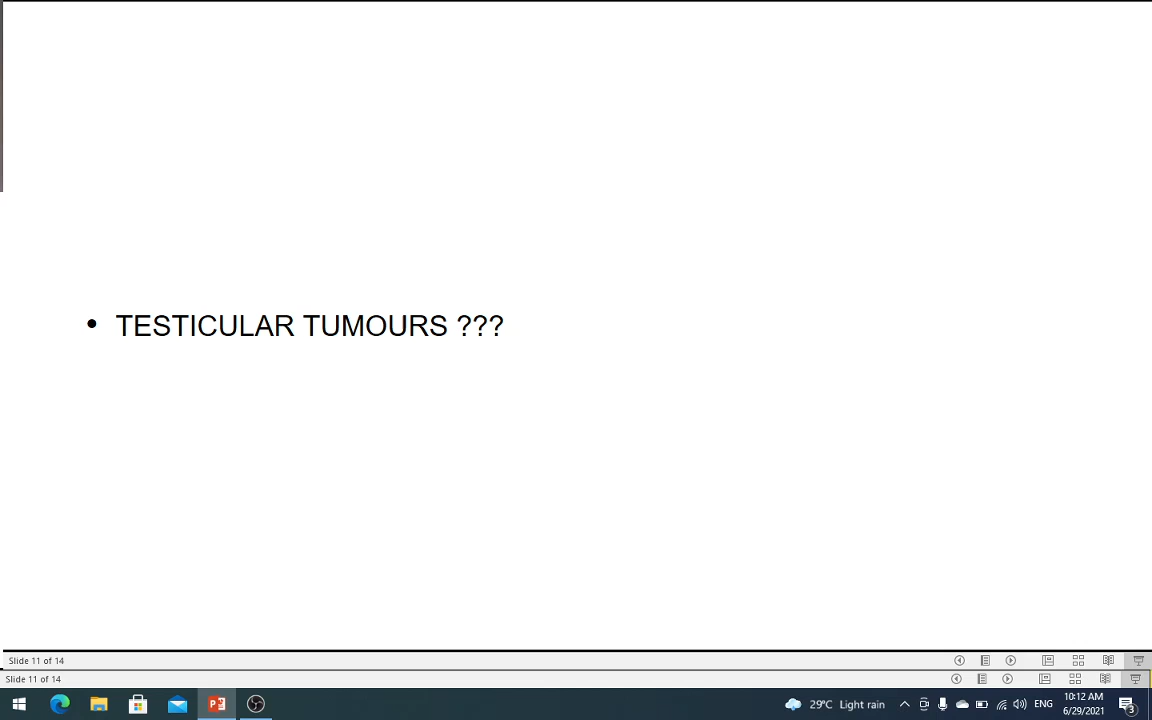 • TESTICULAR TUMOURS ???
Slide 11 of 14
Slide 11 of 14
29°C Light rain
ENG
10:12 AM
6/29/2021
3